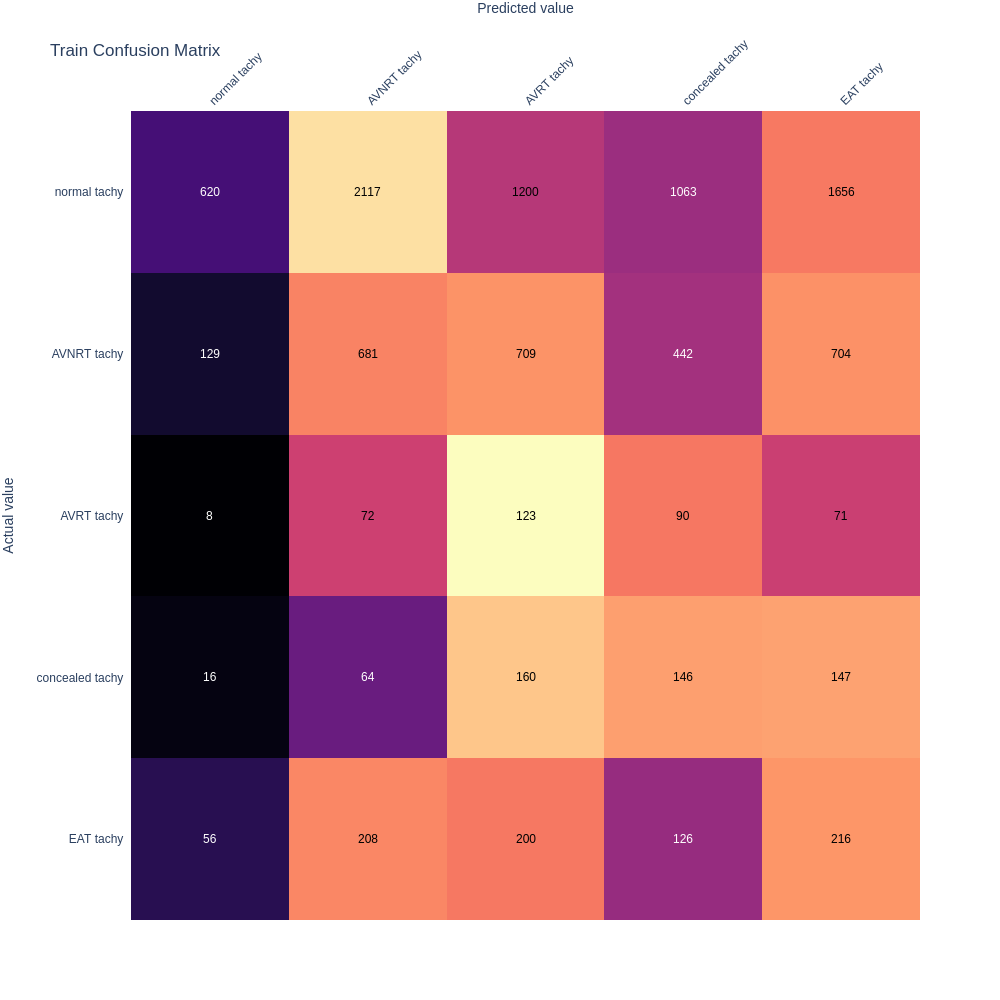 Predicted value
Train Confusion Matrix
normal tachy
AVNRT tachy
AVRT tachy
concealed tachy
EAT tachy
normal tachy 620 2117 1200 1063 1656
AVNRT tachy 129 681 709 442 704
AVRT tachy 8 72 123 90 71
concealed tachy 16 64 160 146 147
EAT tachy 56 208 200 126 216
Actual value